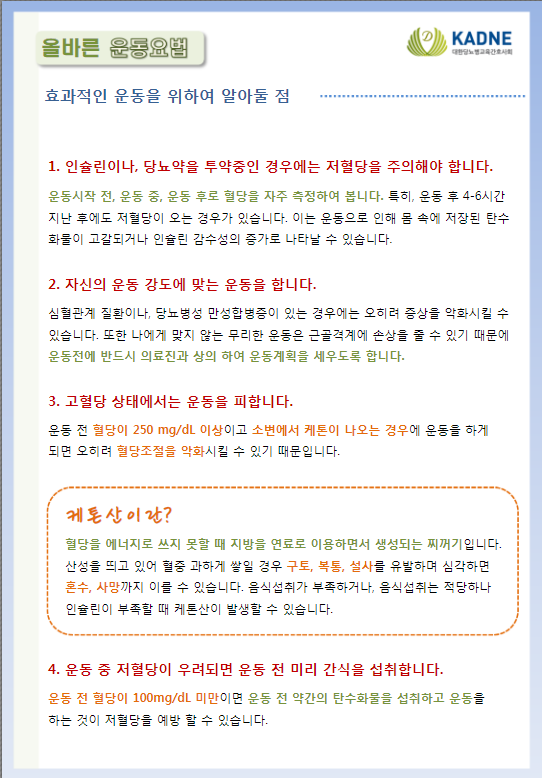 올바른 운동요법
KADNE
대한당뇨병교육간호사회
효과적인 운동을 위하여 알아둘 점
1. 인슐린이나, 당뇨약을 투약중인 경우에는 저혈당을 주의해야 합니다.
운동시작 전, 운동 중, 운동 후로 혈당을 자주 측정하여 봅니다. 특히, 운동 후 4-6시간
지난 후에도 저혈당이 오는 경우가 있습니다. 이는 운동으로 인해 몸 속에 저장된 탄수
화물이 고갈되거나 인슐린 감수성의 증가로 나타날 수 있습니다.
2. 자신의 운동 강도에 맞는 운동을 합니다.
심혈관계 질환이나, 당뇨병성 만성합병증이 있는 경우에는 오히려 증상을 악화시킬 수
있습니다. 또한 나에게 맞지 않는 무리한 운동은 근골격계에 손상을 줄 수 있기 때문에
운동전에 반드시 의료진과 상의 하여 운동계획을 세우도록 합니다.
3. 고혈당 상태에서는 운동을 피합니다.
운동 전 혈당이 250 mg/dL 이상이고 소변에서 케톤이 나오는 경우에 운동을 하게
되면 오히려 혈당조절을 악화시킬 수 있기 때문입니다.
케톤산이란?
혈당을 에너지로 쓰지 못할 때 지방을 연료로 이용하면서 생성되는 찌꺼기입니다.
산성을 띄고 있어 혈중 과하게 쌓일 경우 구토, 복통, 설사를 유발하며 심각하면
혼수, 사망까지 이를 수 있습니다. 음식섭취가 부족하거나, 음식섭취는 적당하나
인슐린이 부족할 때 케톤산이 발생할 수 있습니다.
4. 운동 중 저혈당이 우려되면 운동 전 미리 간식을 섭취합니다.
운동 전 혈당이 100mg/dL 미만이면 운동 전 약간의 탄수화물을 섭취하고 운동을
하는 것이 저혈당을 예방 할 수 있습니다.